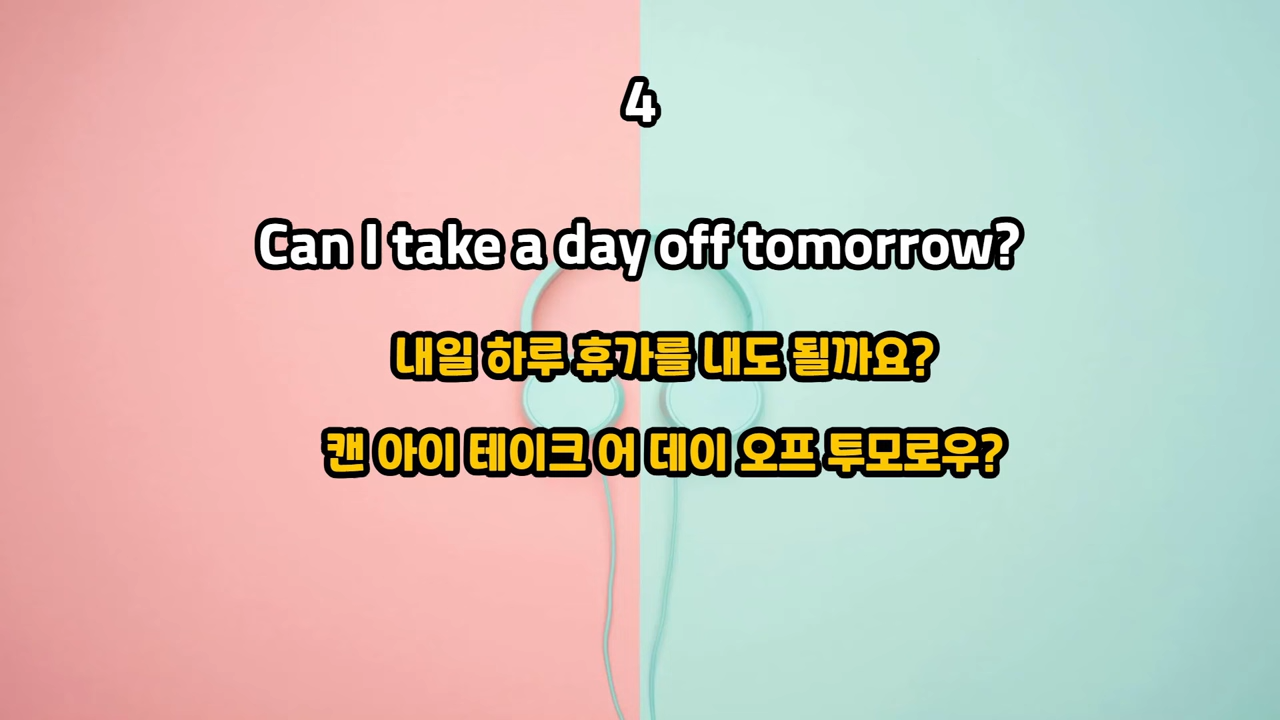 4
Can I take a day off tomorrow?
내일 하루 휴가를 내도 될까요?
캔 아이 테이크 어 데이 오프 투모로우?